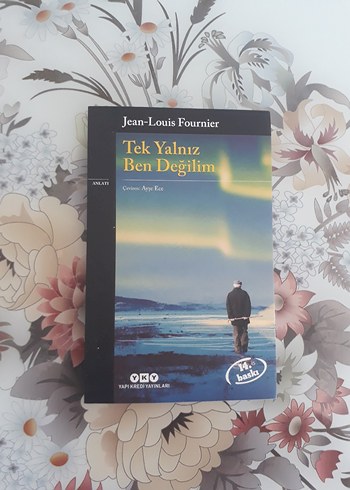 Jean-Louis Fournier
Tek Yalnız
Ben Değilim
ANLATI
Çeviren: Ayşe Ece
14.
baskı
YKY
YAPI KREDİ YAYINLARI